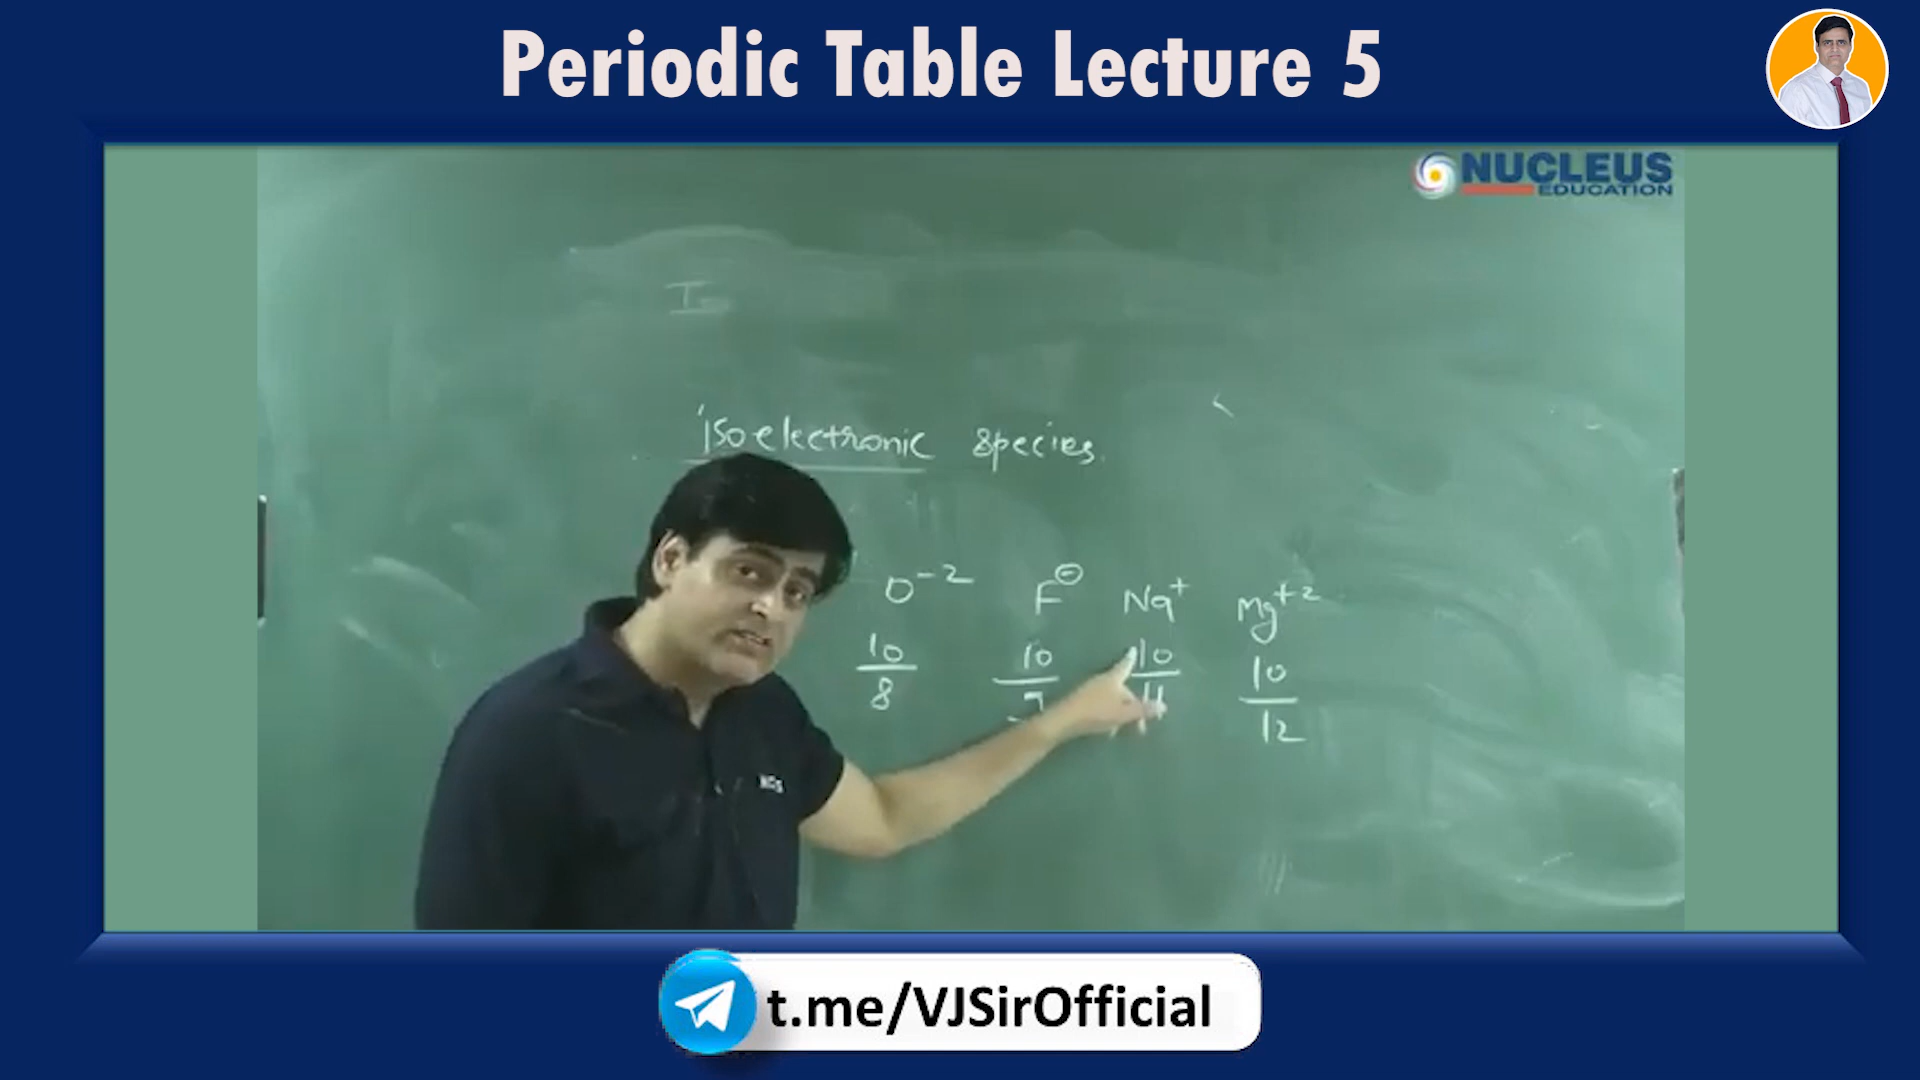 Periodic Table Lecture 5
NUCLEUS
EDUCATION
isoelectronic species.
O⁻² F⊖ Na⁺ Mg⁺²
10 10 10 10
8 9 11 12
t.me/VJSirOfficial